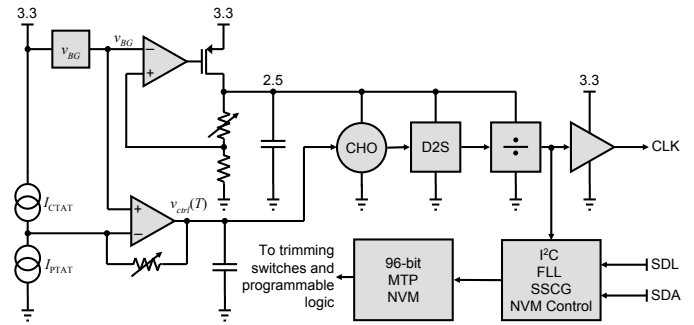 3.3
3.3
v_BG
v_BG
−
+
2.5
3.3
CHO
D2S
÷
CLK
I_CTAT
v_ctrl(T)
+
−
I_PTAT
To trimming
switches and
programmable
logic
96-bit
MTP
NVM
I²C
FLL
SSCG
NVM Control
SDL
SDA